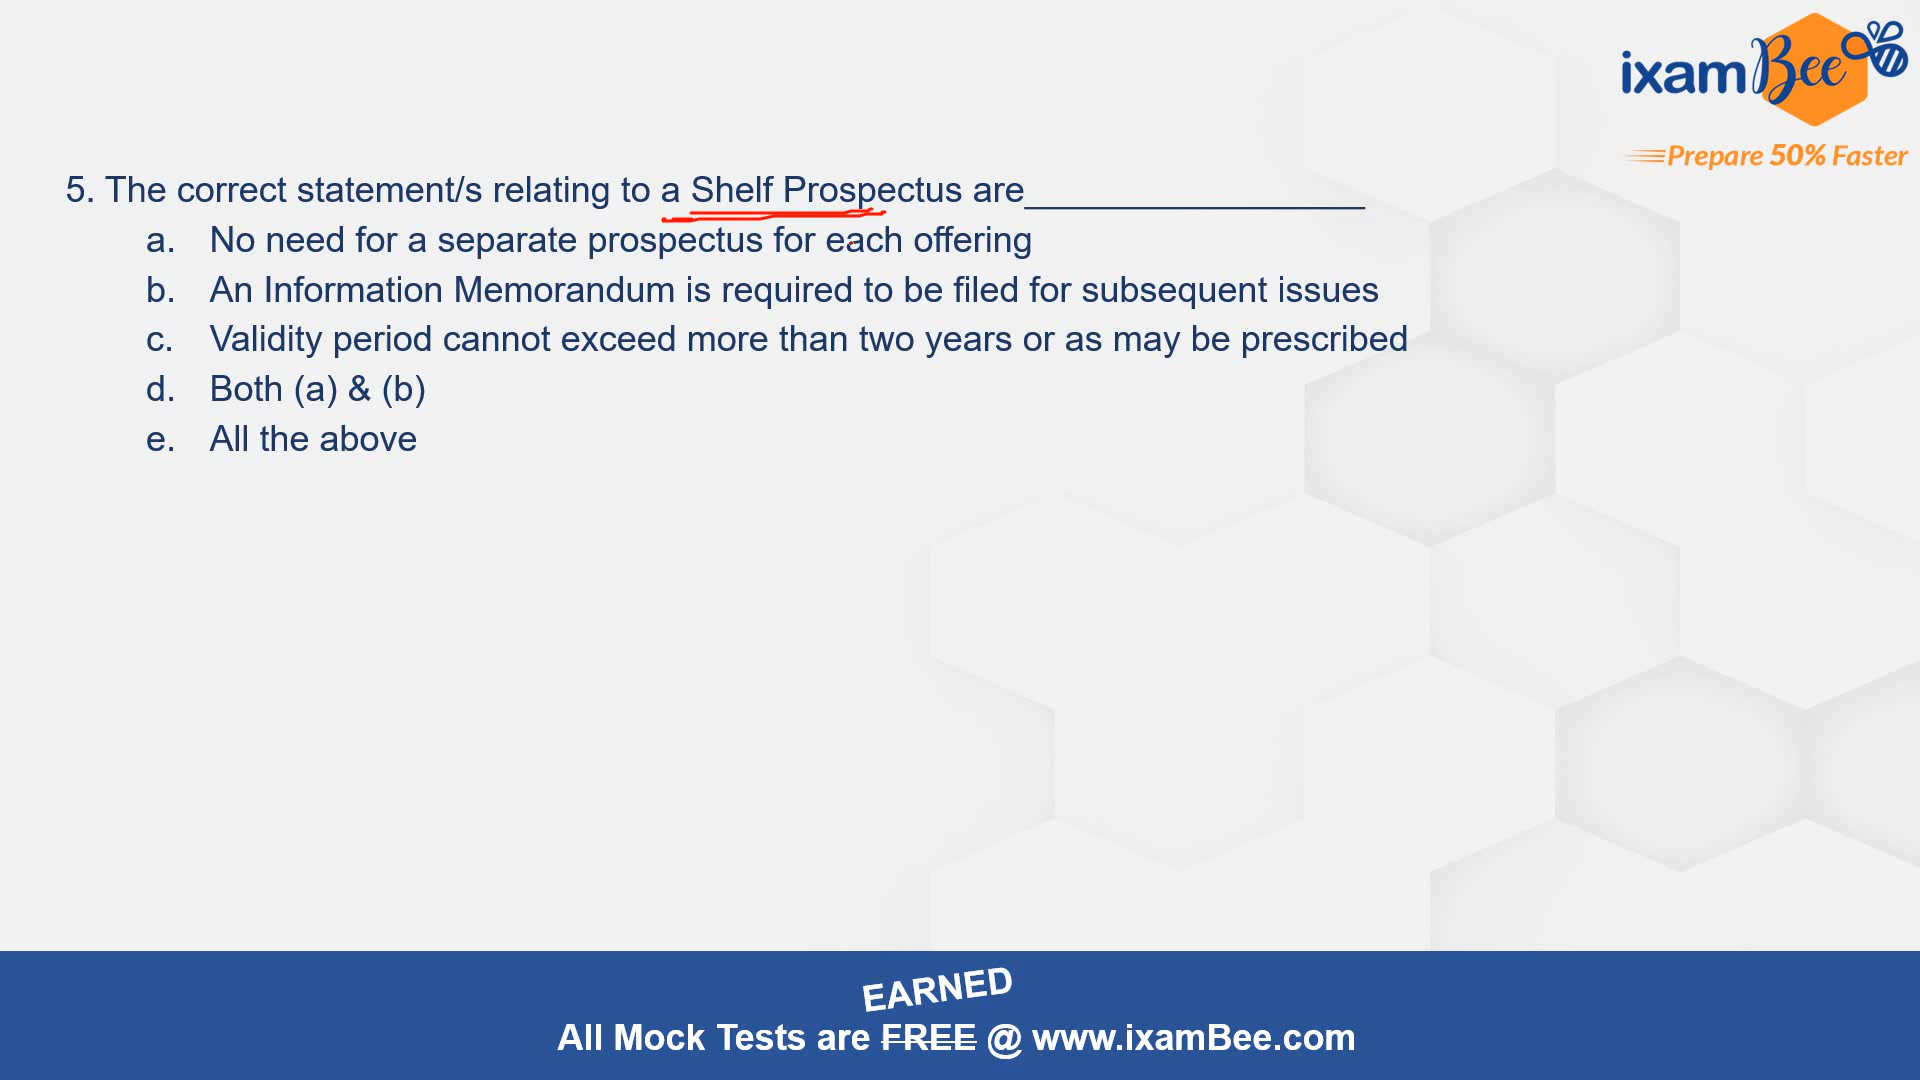 ixamBee
Prepare 50% Faster
5. The correct statement/s relating to a Shelf Prospectus are_________________
a. No need for a separate prospectus for each offering
b. An Information Memorandum is required to be filed for subsequent issues
c. Validity period cannot exceed more than two years or as may be prescribed
d. Both (a) & (b)
e. All the above
EARNED
All Mock Tests are FREE @ www.ixamBee.com